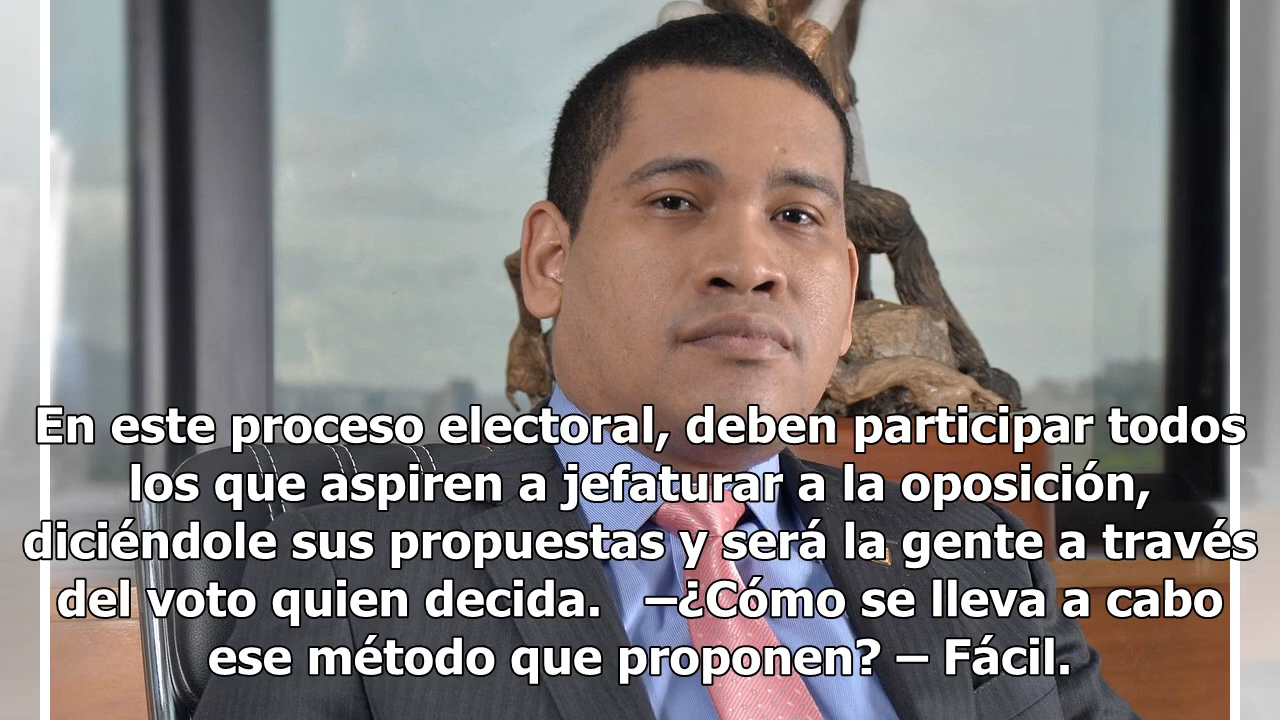 En este proceso electoral, deben participar todos
los que aspiren a jefaturar a la oposición,
diciéndole sus propuestas y será la gente a través
del voto quien decida.   –¿Cómo se lleva a cabo
ese método que proponen? – Fácil.